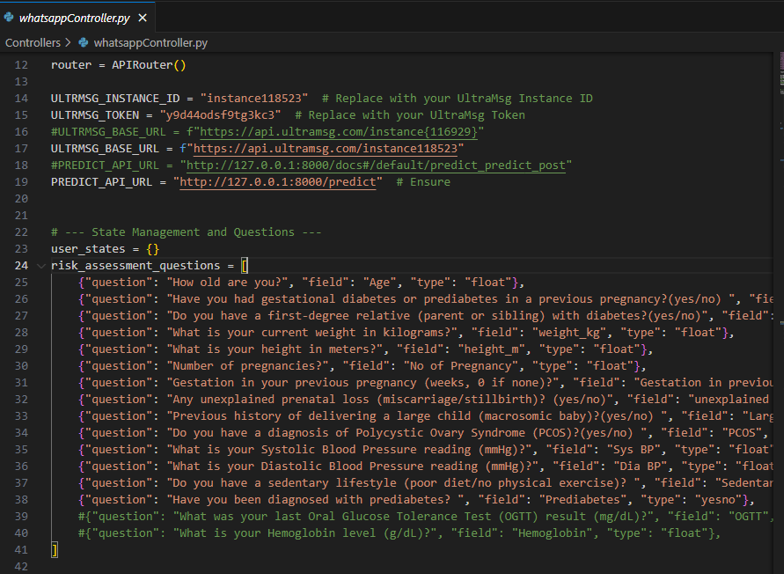 whatsappController.py
Controllers > whatsappController.py
12 router = APIRouter()
13
14 ULTRMSG_INSTANCE_ID = "instance118523"  # Replace with your UltraMsg Instance ID
15 ULTRMSG_TOKEN = "y9d44odsf9tg3kc3"  # Replace with your UltraMsg Token
16 #ULTRMSG_BASE_URL = f"https://api.ultramsg.com/instance{116929}"
17 ULTRMSG_BASE_URL = f"https://api.ultramsg.com/instance118523"
18 #PREDICT_API_URL = "http://127.0.0.1:8000/docs#/default/predict_predict_post"
19 PREDICT_API_URL = "http://127.0.0.1:8000/predict"  # Ensure
20
21
22 # --- State Management and Questions ---
23 user_states = {}
24 risk_assessment_questions = [
25 {"question": "How old are you?", "field": "Age", "type": "float"},
26 {"question": "Have you had gestational diabetes or prediabetes in a previous pregnancy?(yes/no) ", "fie
27 {"question": "Do you have a first-degree relative (parent or sibling) with diabetes?(yes/no)", "field":
28 {"question": "What is your current weight in kilograms?", "field": "weight_kg", "type": "float"},
29 {"question": "What is your height in meters?", "field": "height_m", "type": "float"},
30 {"question": "Number of pregnancies?", "field": "No of Pregnancy", "type": "float"},
31 {"question": "Gestation in your previous pregnancy (weeks, 0 if none)?", "field": "Gestation in previou
32 {"question": "Any unexplained prenatal loss (miscarriage/stillbirth)? (yes/no)", "field": "unexplained
33 {"question": "Previous history of delivering a large child (macrosomic baby)?(yes/no) ", "field": "Larg
34 {"question": "Do you have a diagnosis of Polycystic Ovary Syndrome (PCOS)?(yes/no) ", "field": "PCOS",
35 {"question": "What is your Systolic Blood Pressure reading (mmHg)?", "field": "Sys BP", "type": "float"
36 {"question": "What is your Diastolic Blood Pressure reading (mmHg)?", "field": "Dia BP", "type": "float
37 {"question": "Do you have a sedentary lifestyle (poor diet/no physical exercise)? ", "field": "Sedentar
38 {"question": "Have you been diagnosed with prediabetes? ", "field": "Prediabetes", "type": "yesno"},
39 #{"question": "What was your last Oral Glucose Tolerance Test (OGTT) result (mg/dL)?", "field": "OGTT",
40 #{"question": "What is your Hemoglobin level (g/dL)?", "field": "Hemoglobin", "type": "float"},
41 ]
42